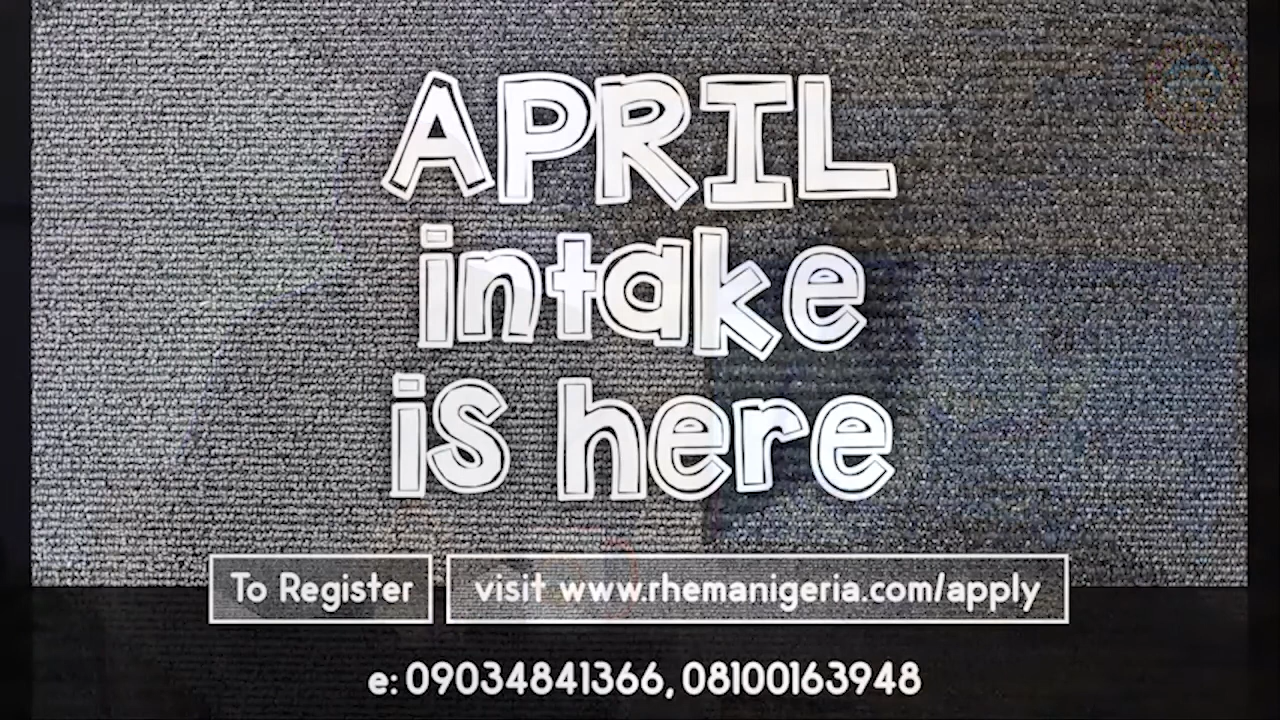 APRIL
intake
is here
To Register visit www.rhemanigeria.com/apply
e: 09034841366, 08100163948